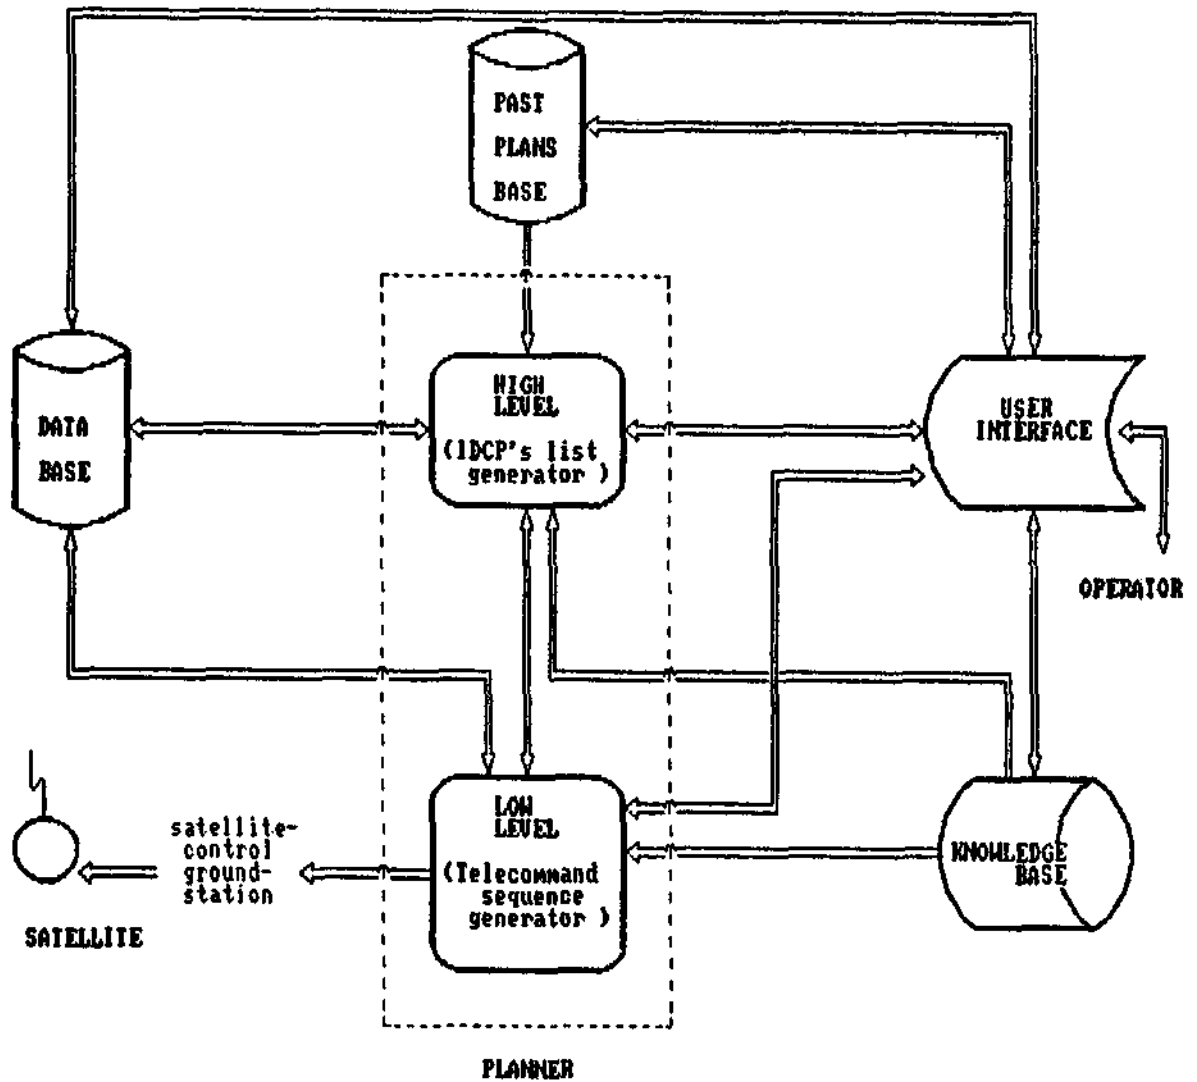 PAST
PLANS
BASE
DATA
BASE
HIGH
LEVEL
(IDCP's list
generator )
USER
INTERFACE
OPERATOR
LOW
LEVEL
(Telecommand
sequence
generator )
satellite-
control
ground-
station
SATELLITE
KNOWLEDGE
BASE
PLANNER